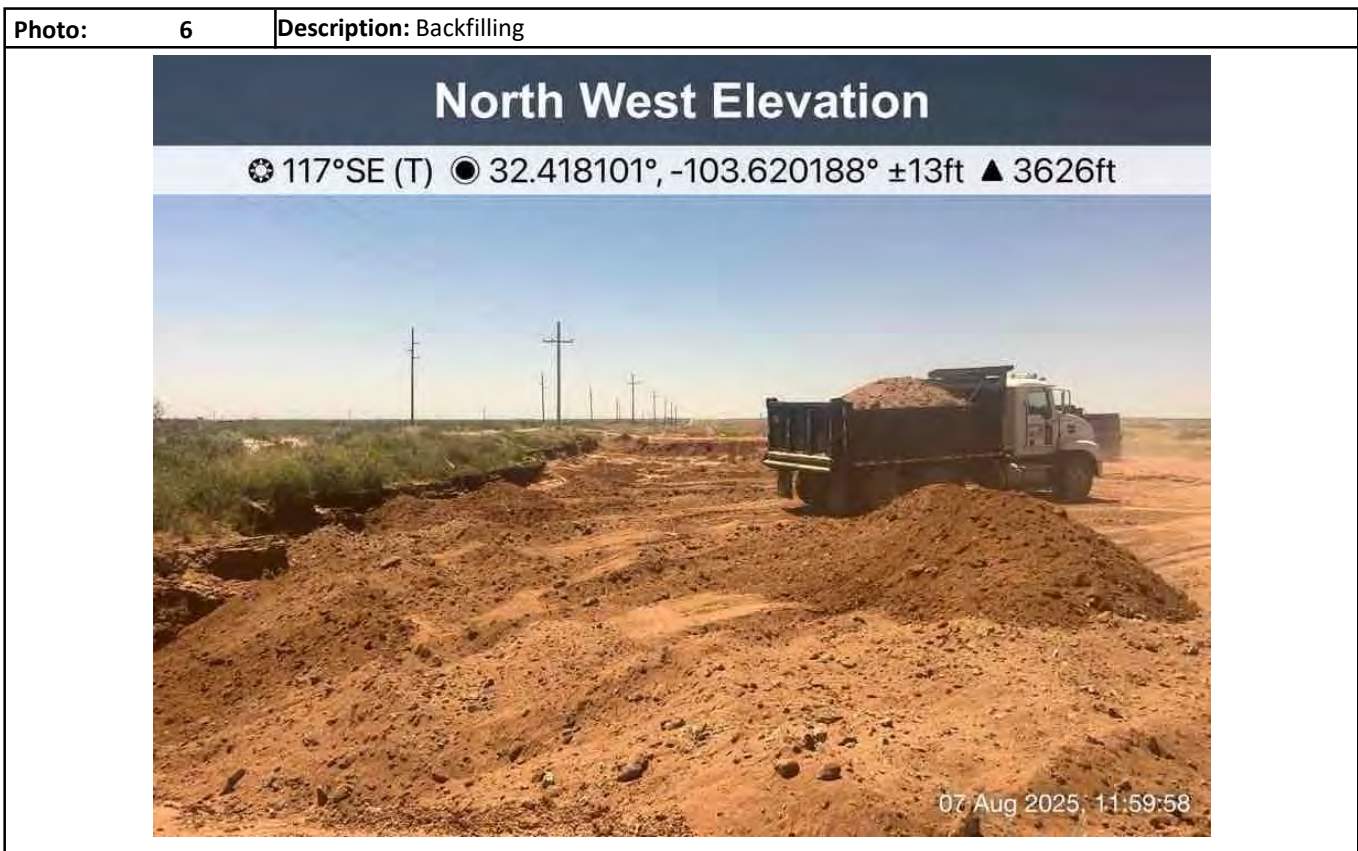 Photo: 6 Description: Backfilling
North West Elevation
117°SE (T) 32.418101°, -103.620188° ±13ft ▲ 3626ft
07 Aug 2025, 11:59:58